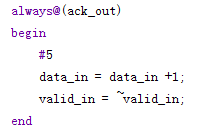 always@(ack_out)
begin
#5
data_in = data_in +1;
valid_in = ~valid_in;
end